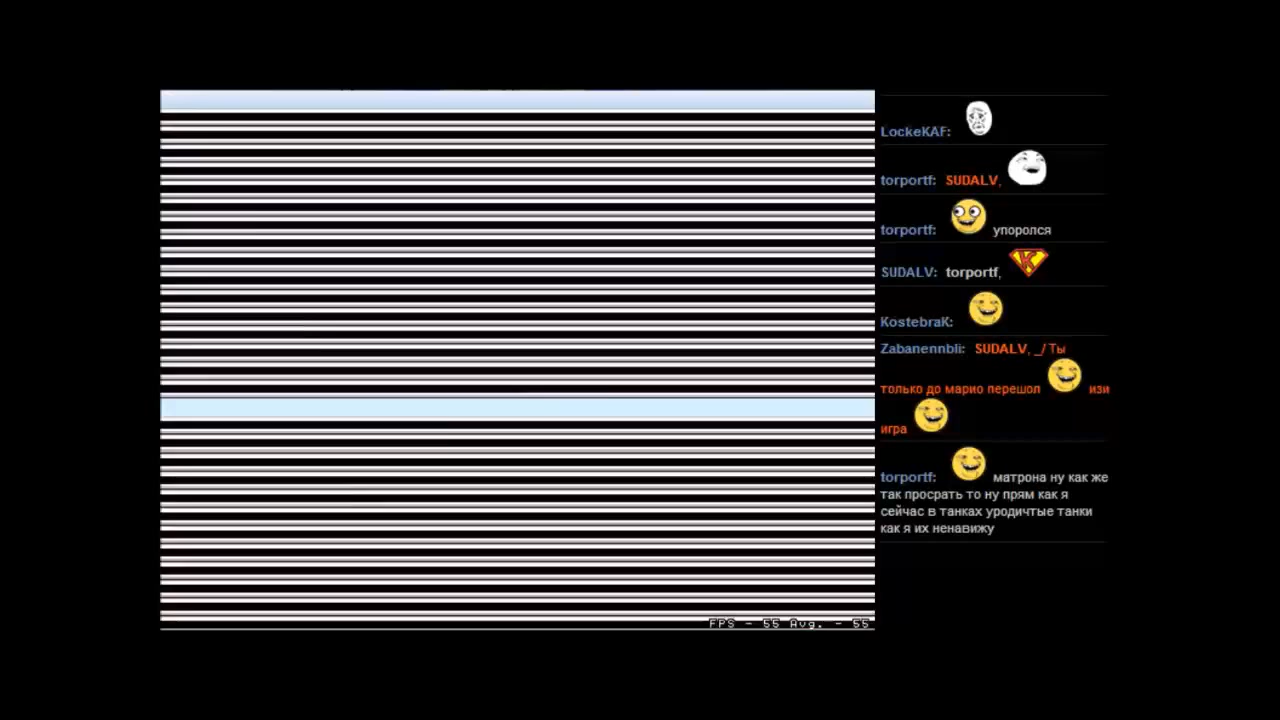 LockeKAF:
torportf: SUDALV,
torportf: упоролся
SUDALV: torportf,
KostebraK:
Zabanennbli: SUDALV, _/ Ты
только до марио перешол изи
игра
torportf: матрона ну как же
так просрать то ну прям как я
сейчас в танках уродичтые танки
как я их ненавижу
FPS - 55 Avg. - 55